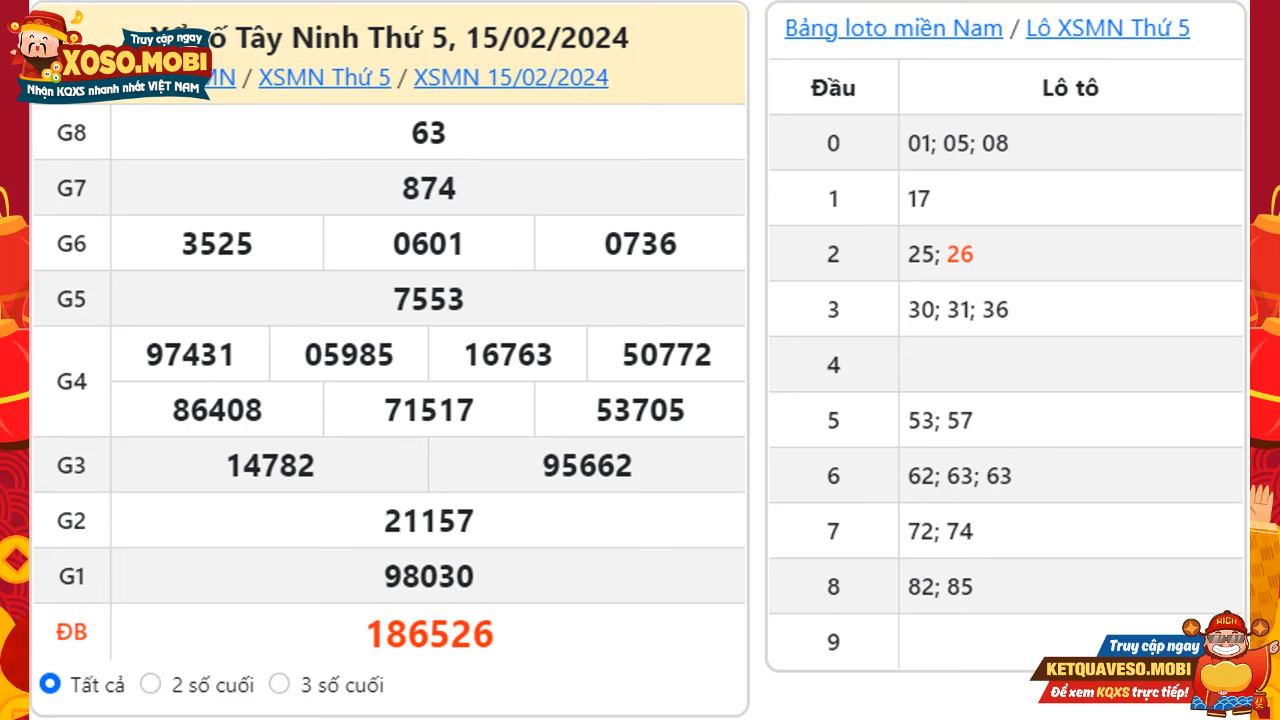 Truy cập ngay
XOSO.MOBI
Nhận KQXS nhanh nhất VIỆT NAM
số Tây Ninh Thứ 5, 15/02/2024
/ XSMN Thứ 5 / XSMN 15/02/2024
G8 63
G7 874
G6 3525 0601 0736
G5 7553
G4 97431 05985 16763 50772
86408 71517 53705
G3 14782 95662
G2 21157
G1 98030
ĐB 186526
Tất cả 2 số cuối 3 số cuối
Bảng loto miền Nam / Lô XSMN Thứ 5
Đầu Lô tô
0 01; 05; 08
1 17
2 25; 26
3 30; 31; 36
4
5 53; 57
6 62; 63; 63
7 72; 74
8 82; 85
9
RICH
Truy cập ngay
KETQUAVESO.MOBI
Để xem KQXS trực tiếp!